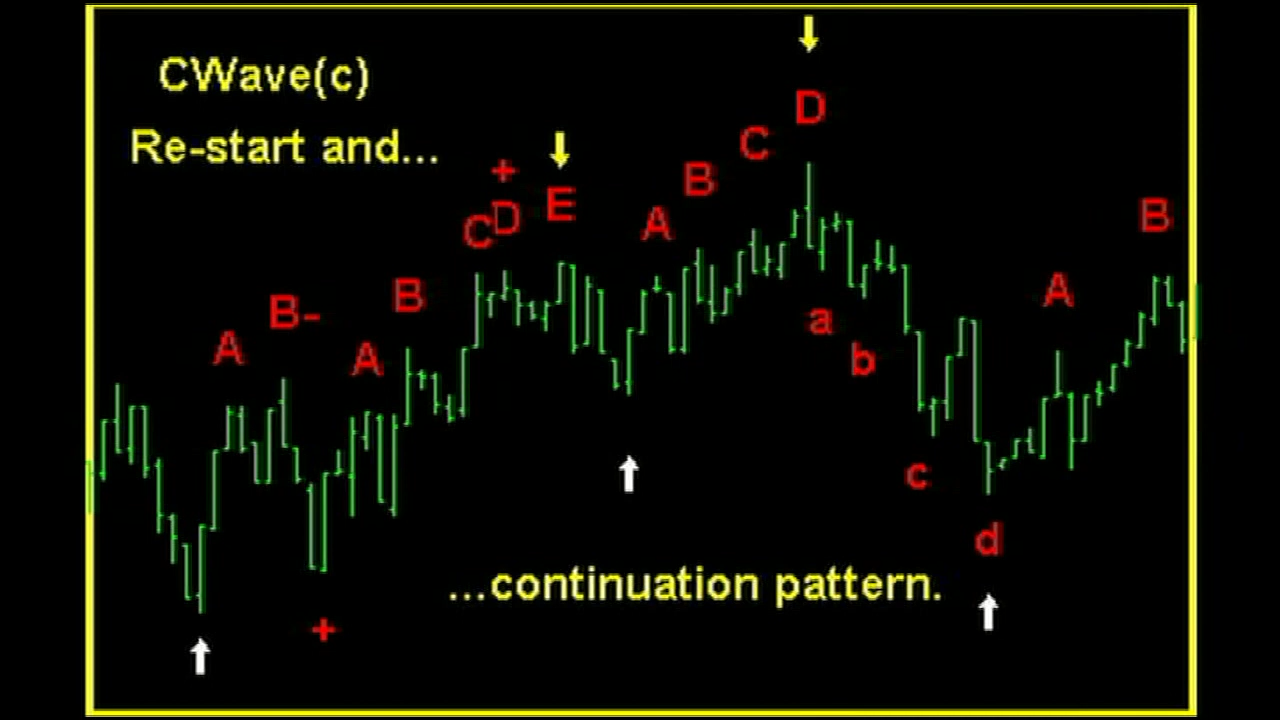 CWave(c)
Re-start and...
D
C
+
B
E
D
A
C
B
A
B
B-
A
A
a
A
b
c
d
...continuation pattern.
+